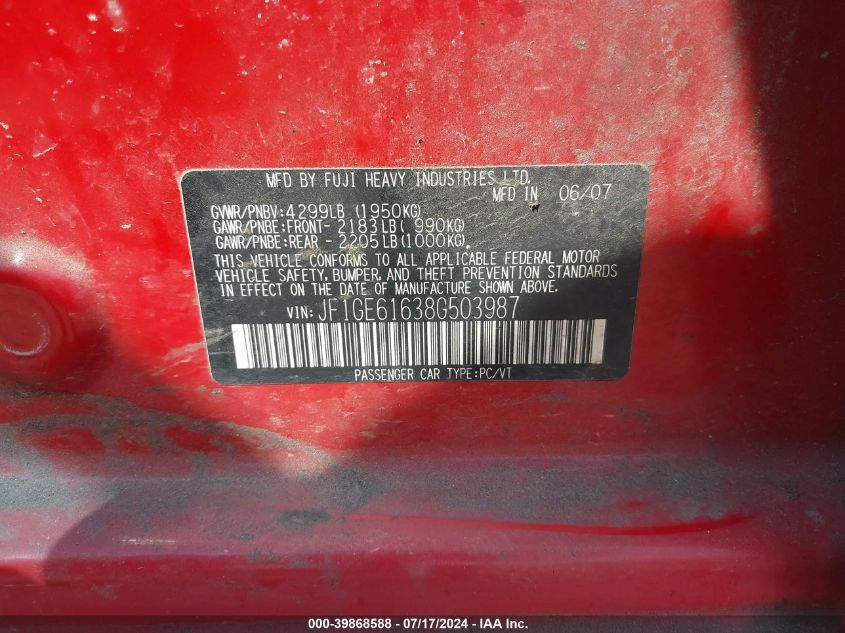 MFD BY FUJI HEAVY INDUSTRIES LTD.
MFD IN 06/07
GVWR/PNBV:4299LB (1950KG)
GAWR/PNBE:FRONT- 2183LB( 990KG)
GAWR/PNBE:REAR - 2205LB(1000KG).
THIS VEHICLE CONFORMS TO ALL APPLICABLE FEDERAL MOTOR
VEHICLE SAFETY, BUMPER, AND THEFT PREVENTION STANDARDS
IN EFFECT ON THE DATE OF MANUFACTURE SHOWN ABOVE.
VIN:JF1GE61638G503987
PASSENGER CAR TYPE:PC/VT
000-39868588 - 07/17/2024 - IAA Inc.